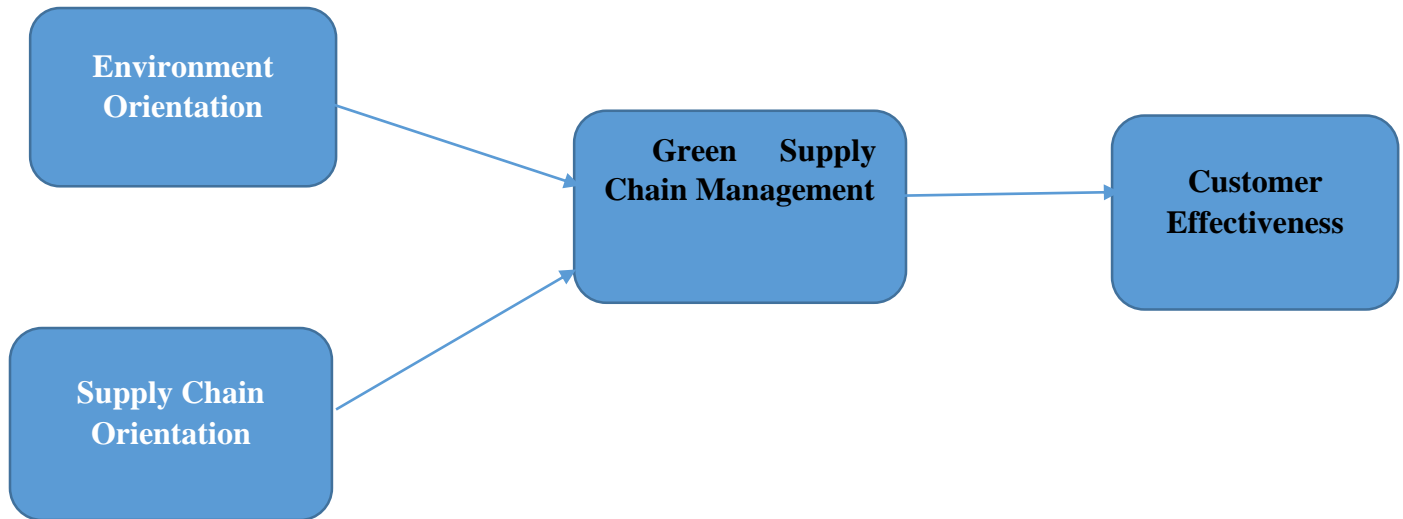 Environment
Orientation
Green Supply
Chain Management
Customer
Effectiveness
Supply Chain
Orientation